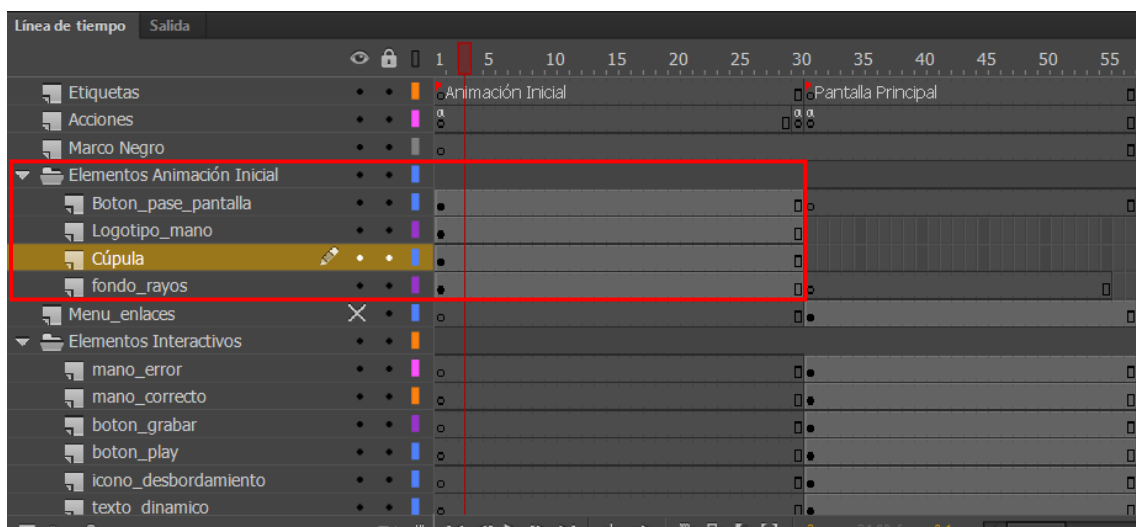 Línea de tiempo Salida
1 5 10 15 20 25 30 35 40 45 50 55
Etiquetas Animación Inicial Pantalla Principal
Acciones
Marco Negro
Elementos Animación Inicial
Boton_pase_pantalla
Logotipo_mano
Cúpula
fondo_rayos
Menu_enlaces
Elementos Interactivos
mano_error
mano_correcto
boton_grabar
boton_play
icono_desbordamiento
texto dinamico